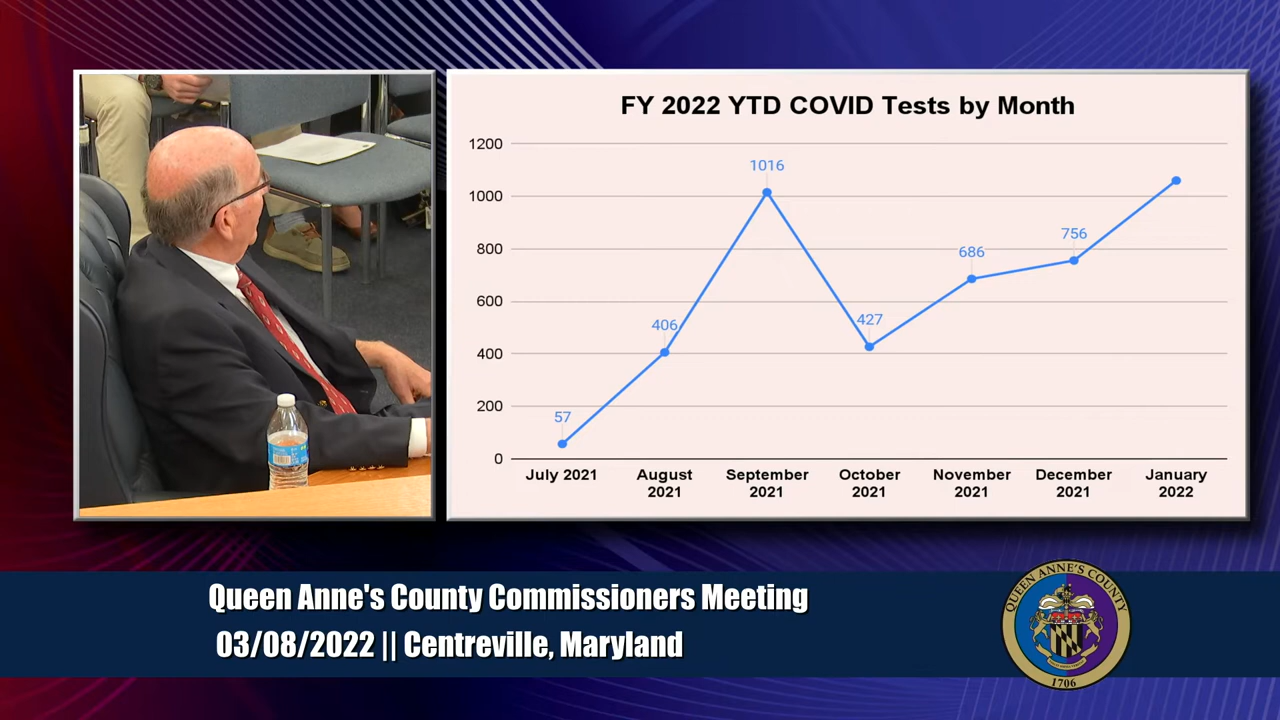 FY 2022 YTD COVID Tests by Month
1200
1000
800
600
400
200
0
57
406
1016
427
686
756
July 2021
August
2021
September
2021
October
2021
November
2021
December
2021
January
2022
Queen Anne's County Commissioners Meeting
03/08/2022 || Centreville, Maryland
QUEEN ANNE'S COUNTY
1706